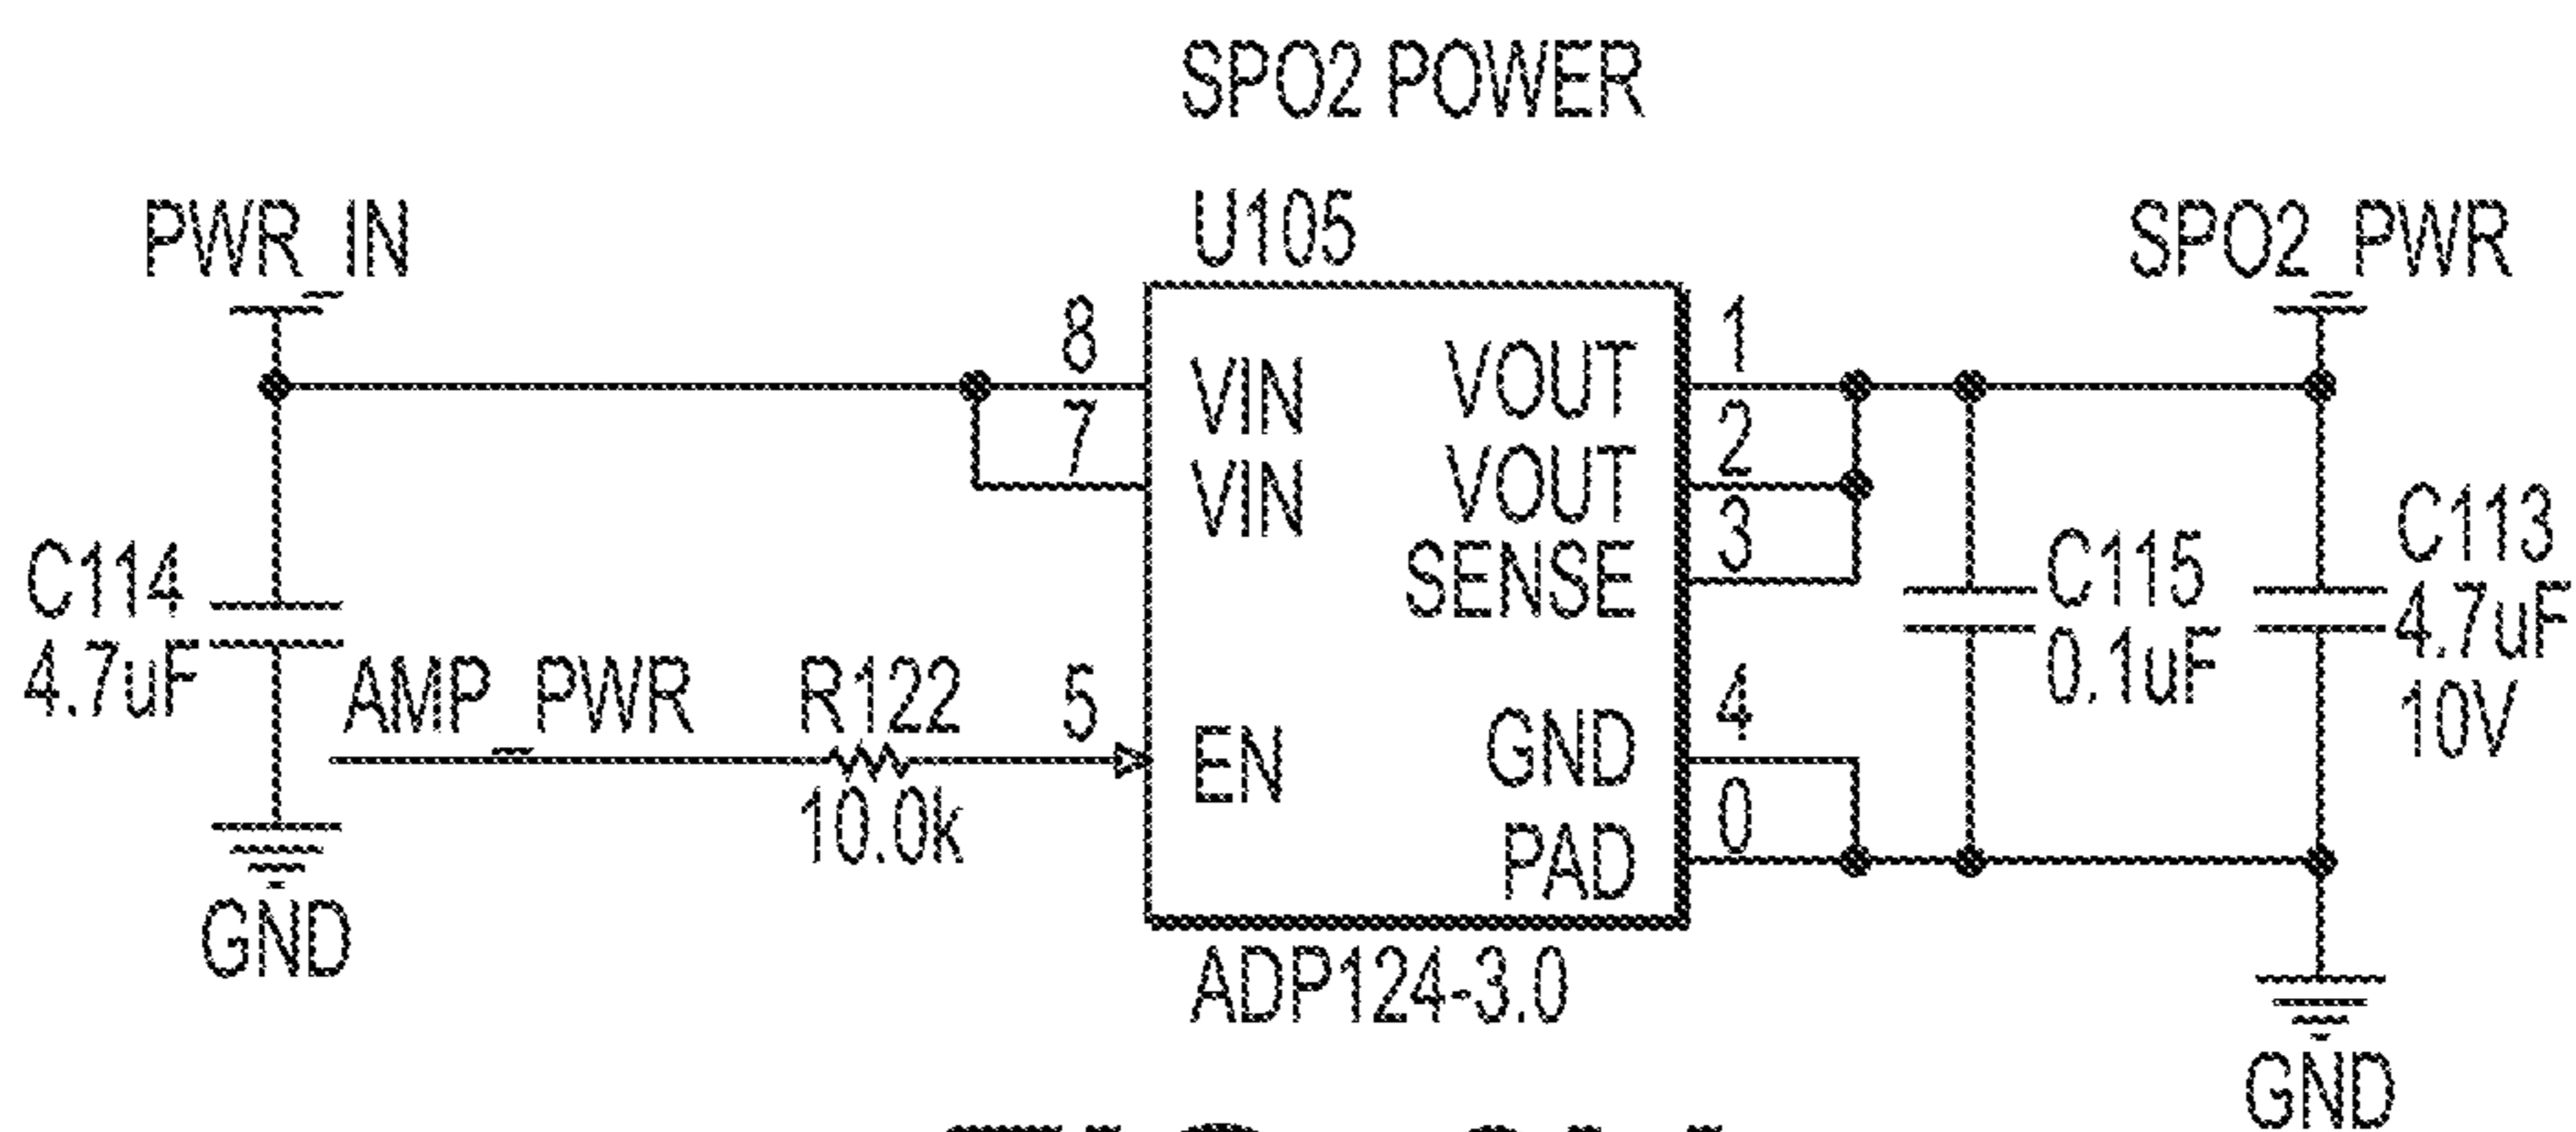 SPO2 POWER
U105
PWR_IN
SPO2_PWR
8
7
VIN
VIN
VOUT
VOUT
SENSE
1
2
3
C114
4.7uF
AMP_PWR
R122
10.0k
5
EN
GND
PAD
4
0
C115
0.1uF
C113
4.7uF
10V
GND
ADP124-3.0
GND